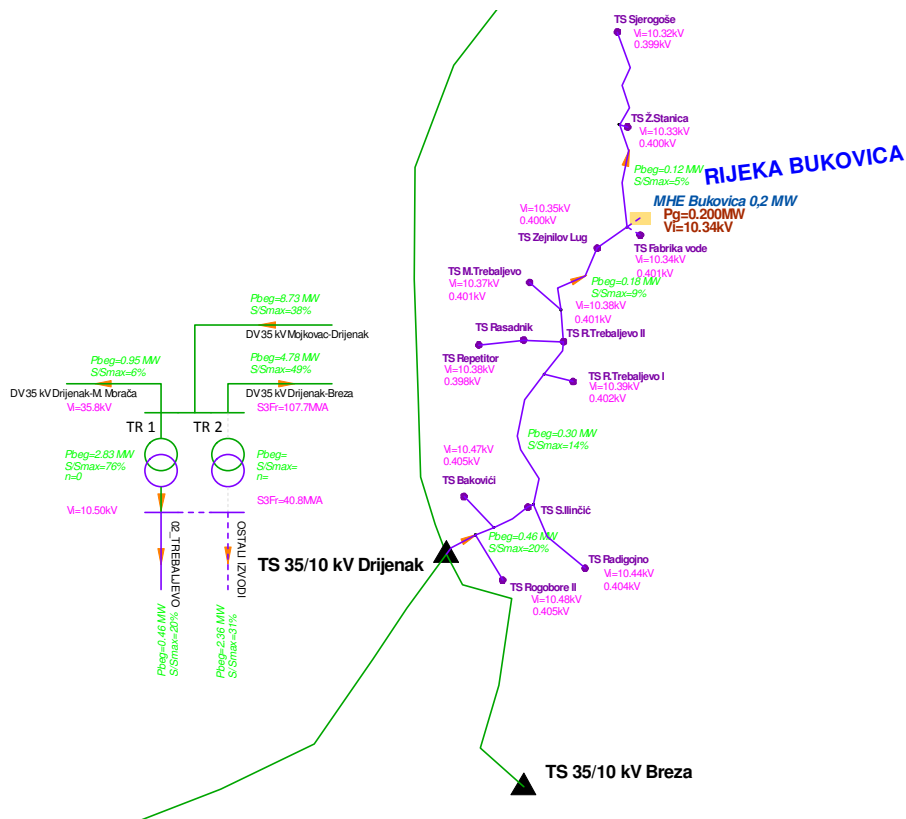 TS Sjerogoše
Vi=10.32kV
0.399kV
TS Ž.Stanica
Vi=10.33kV
0.400kV
Pbeg=0.12 MW
S/Smax=5%
RIJEKA BUKOVICA
MHE Bukovica 0,2 MW
Pg=0.200MW
Vi=10.34kV
Vi=10.35kV
0.400kV
TS Zejnilov Lug
TS Fabrika vode
Vi=10.34kV
0.401kV
TS M.Trebaljevo
Vi=10.37kV
0.401kV
Pbeg=0.18 MW
S/Smax=9%
Vi=10.38kV
0.401kV
TS Rasadnik
TS R.Trebaljevo II
TS Repetitor
Vi=10.38kV
0.398kV
TS R.Trebaljevo I
Vi=10.39kV
0.402kV
Pbeg=8.73 MW
S/Smax=38%
DV 35 kV Mojkovac-Drijenak
Pbeg=0.95 MW
S/Smax=6%
Pbeg=4.78 MW
S/Smax=49%
DV 35 kV Drijenak-M. Morača
DV 35 kV Drijenak-Breza
Vi=35.8kV
S3Fr=107.7MVA
TR 1
TR 2
Pbeg=2.83 MW
S/Smax=76%
n=0
Pbeg=
S/Smax=
n=
Vi=10.50kV
S3Fr=40.8MVA
02_TREBALJEVO
OSTALI IZVODI
Pbeg=0.46 MW
S/Smax=20%
Pbeg=2.36 MW
S/Smax=31%
Pbeg=0.30 MW
S/Smax=14%
Vi=10.47kV
0.405kV
TS Bakovići
TS S.Ilinčić
Pbeg=0.46 MW
S/Smax=20%
TS 35/10 kV Drijenak
TS Radigojno
Vi=10.44kV
0.404kV
TS Rogobore II
Vi=10.48kV
0.405kV
TS 35/10 kV Breza